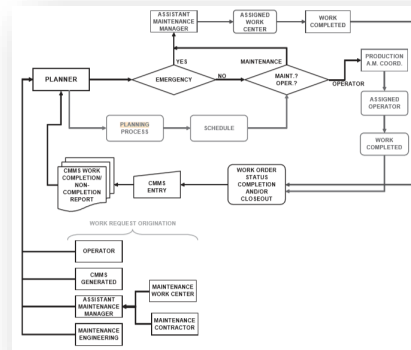 ASSISTANT
MAINTENANCE
MANAGER
ASSIGNED
WORK
CENTER
WORK
COMPLETED
YES
MAINTENANCE
PRODUCTION
A.M. COORD.
PLANNER
EMERGENCY
NO
MAINT.?
OPER.?
OPERATOR
ASSIGNED
OPERATOR
PLANNING
PROCESS
SCHEDULE
WORK
COMPLETED
CMMS WORK
COMPLETION/
NON-
COMPLETION
REPORT
CMMS
ENTRY
WORK ORDER
STATUS
COMPLETION
AND/OR
CLOSEOUT
WORK REQUEST ORIGINATION
OPERATOR
CMMS
GENERATED
ASSISTANT
MAINTENANCE
MANAGER
MAINTENANCE
WORK CENTER
MAINTENANCE
CONTRACTOR
MAINTENANCE
ENGINEERING